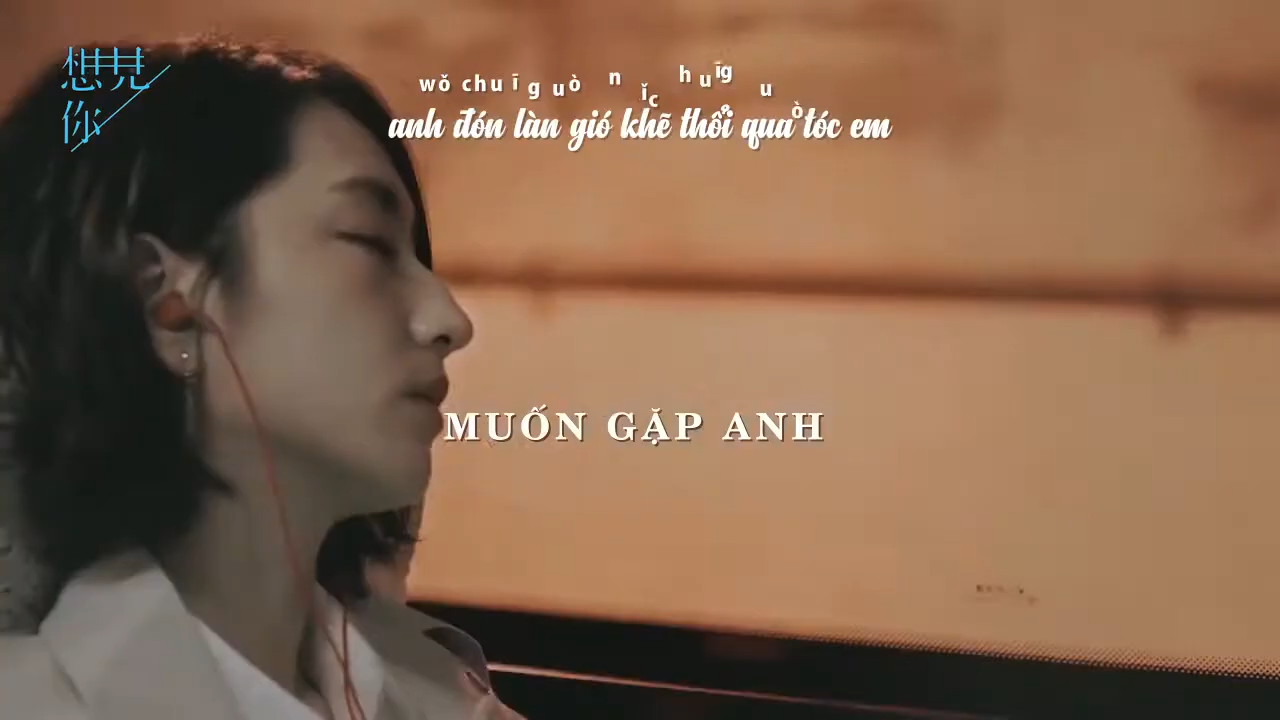 想見
你
wǒ chuī guò nǐ chuī guò
anh đón làn gió khẽ thổi qua tóc em
MUỐN GẶP ANH